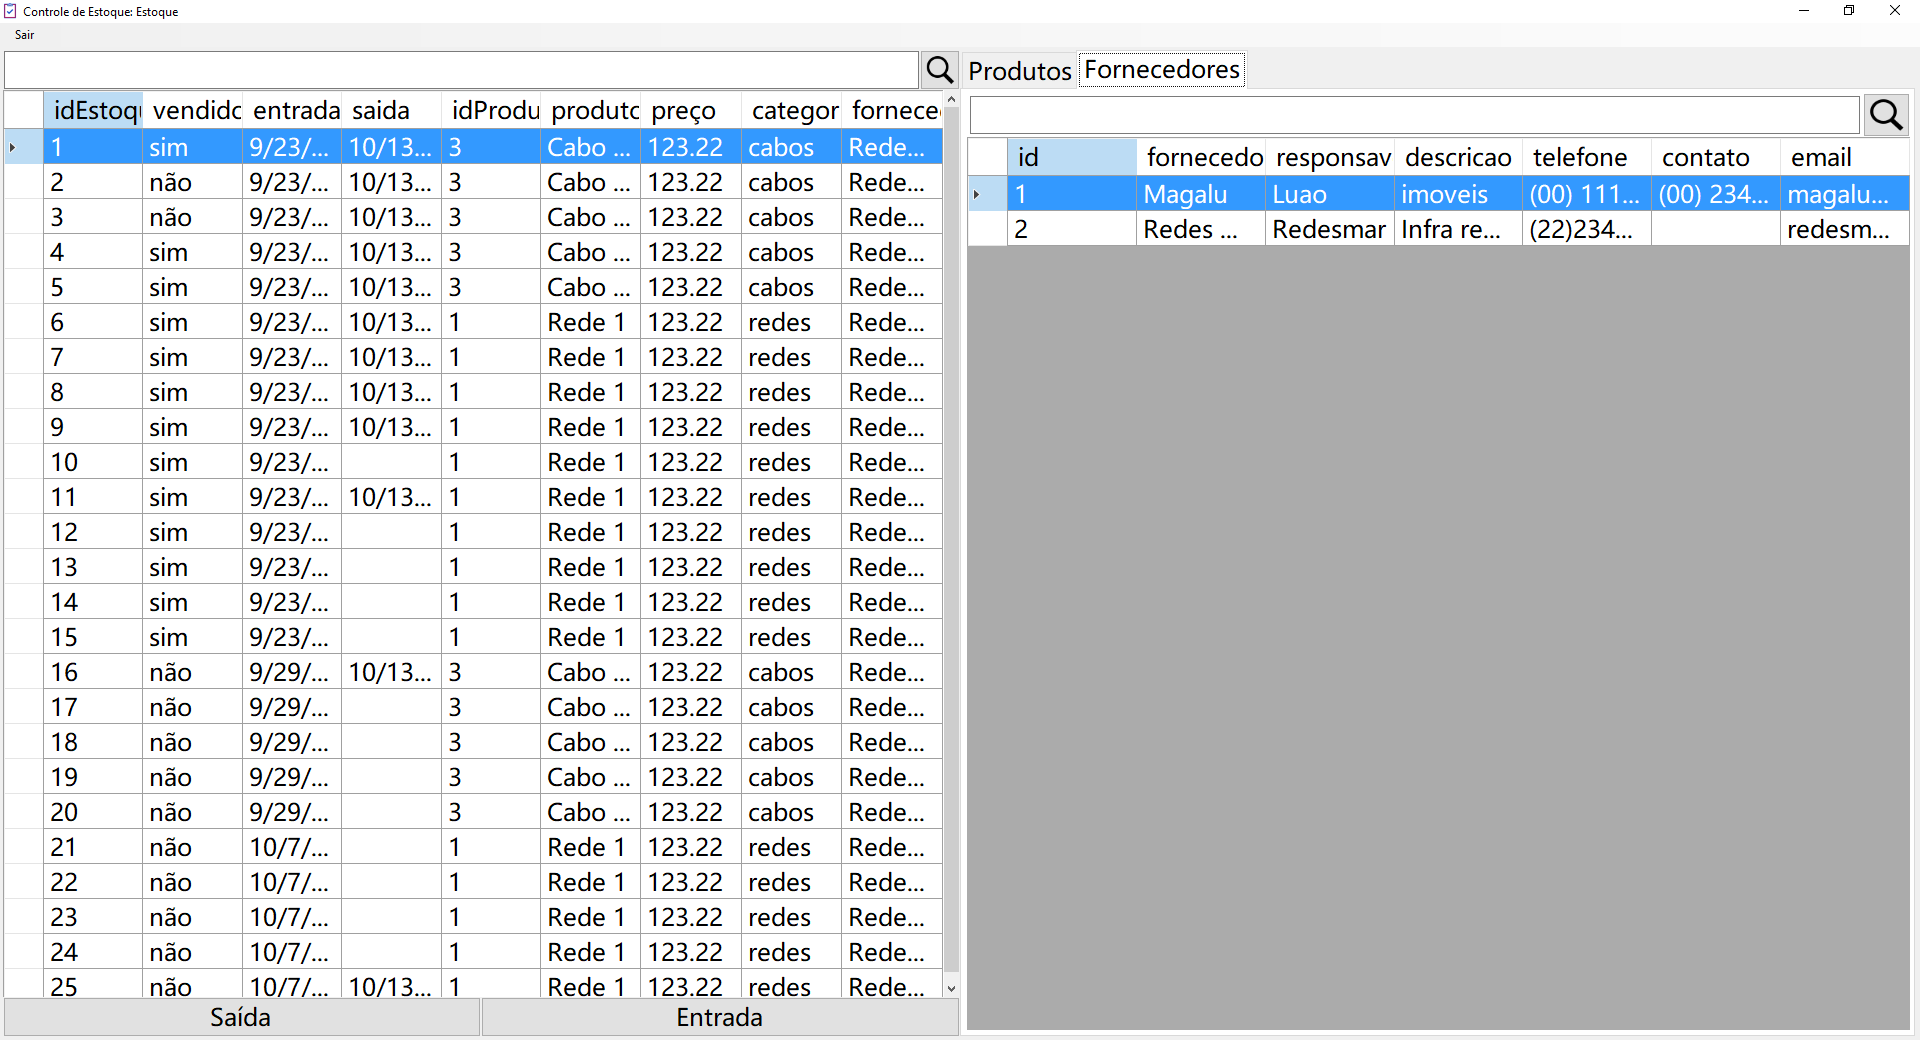 Controle de Estoque: Estoque
Sair
Produtos Fornecedores
idEstoqu vendido entrada saida idProdu produto preço categor fornece
1 sim 9/23/... 10/13... 3 Cabo ... 123.22 cabos Rede...
2 não 9/23/... 10/13... 3 Cabo ... 123.22 cabos Rede...
3 não 9/23/... 10/13... 3 Cabo ... 123.22 cabos Rede...
4 sim 9/23/... 10/13... 3 Cabo ... 123.22 cabos Rede...
5 sim 9/23/... 10/13... 3 Cabo ... 123.22 cabos Rede...
6 sim 9/23/... 10/13... 1 Rede 1 123.22 redes Rede...
7 sim 9/23/... 10/13... 1 Rede 1 123.22 redes Rede...
8 sim 9/23/... 10/13... 1 Rede 1 123.22 redes Rede...
9 sim 9/23/... 10/13... 1 Rede 1 123.22 redes Rede...
10 sim 9/23/... 1 Rede 1 123.22 redes Rede...
11 sim 9/23/... 10/13... 1 Rede 1 123.22 redes Rede...
12 sim 9/23/... 1 Rede 1 123.22 redes Rede...
13 sim 9/23/... 1 Rede 1 123.22 redes Rede...
14 sim 9/23/... 1 Rede 1 123.22 redes Rede...
15 sim 9/23/... 1 Rede 1 123.22 redes Rede...
16 não 9/29/... 10/13... 3 Cabo ... 123.22 cabos Rede...
17 não 9/29/... 3 Cabo ... 123.22 cabos Rede...
18 não 9/29/... 3 Cabo ... 123.22 cabos Rede...
19 não 9/29/... 3 Cabo ... 123.22 cabos Rede...
20 não 9/29/... 3 Cabo ... 123.22 cabos Rede...
21 não 10/7/... 1 Rede 1 123.22 redes Rede...
22 não 10/7/... 1 Rede 1 123.22 redes Rede...
23 não 10/7/... 1 Rede 1 123.22 redes Rede...
24 não 10/7/... 1 Rede 1 123.22 redes Rede...
25 não 10/7/... 10/13... 1 Rede 1 123.22 redes Rede...
Saída Entrada
id fornecedo responsav descricao telefone contato email
1 Magalu Luao imoveis (00) 111... (00) 234... magalu...
2 Redes ... Redesmar Infra re... (22)234... redesm...